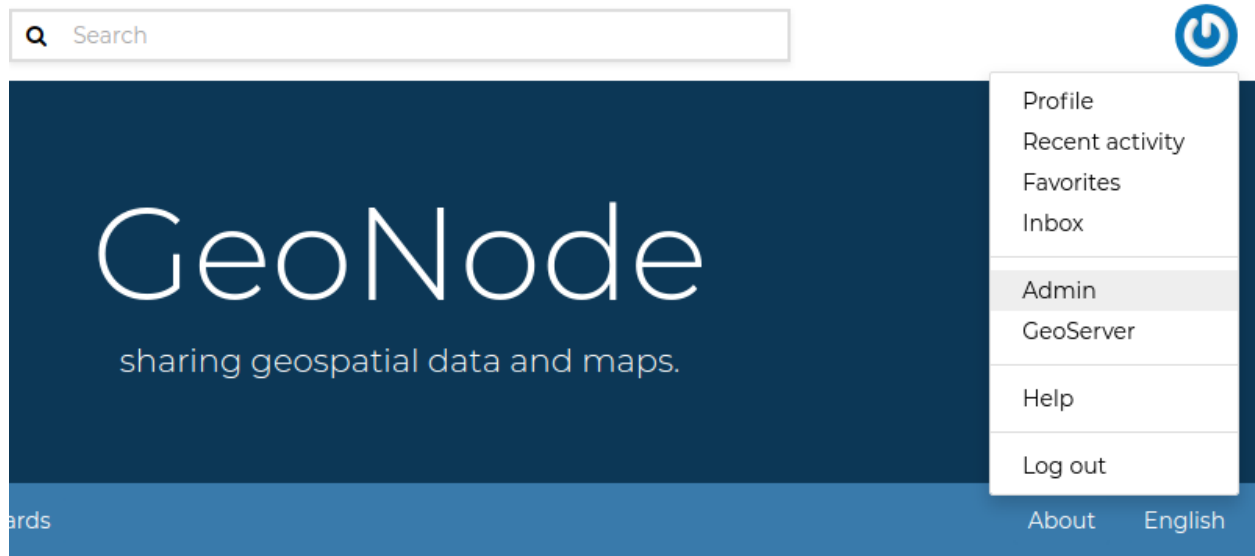 Search
Profile
Recent activity
Favorites
Inbox
GeoNode
Admin
GeoServer
sharing geospatial data and maps.
Help
Log out
ards
About English